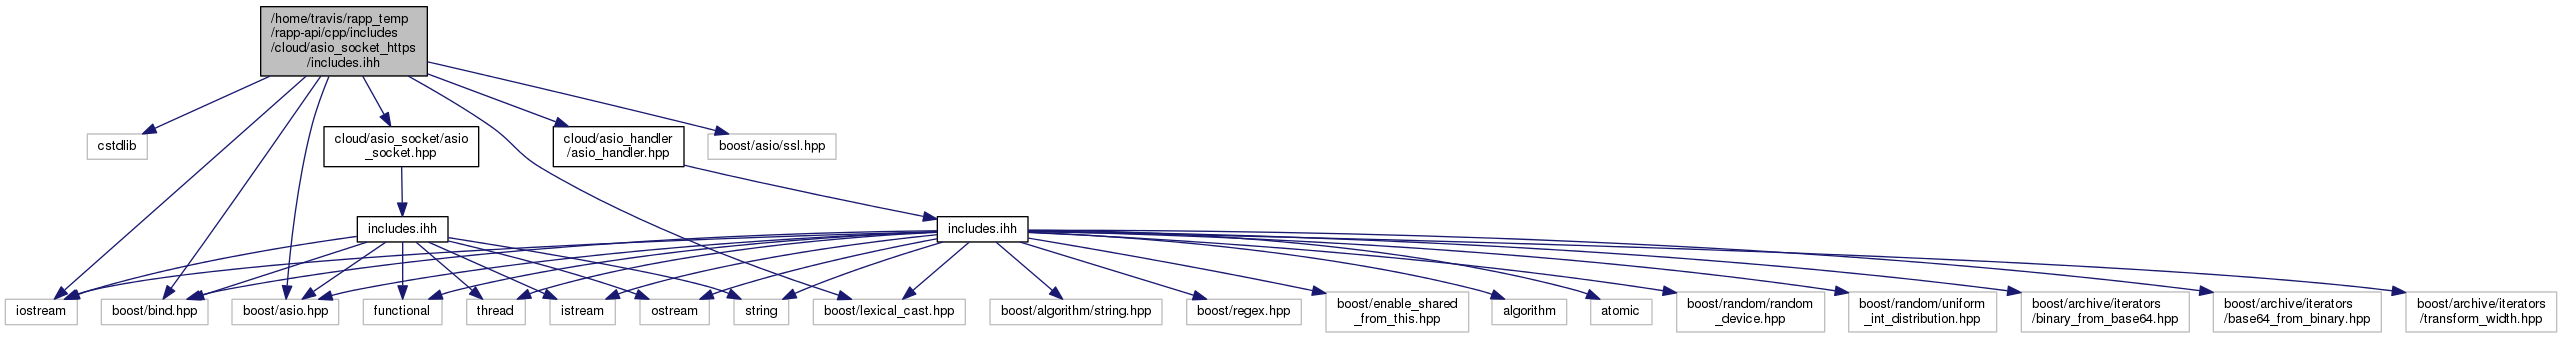 /home/travis/rapp_temp
/rapp-api/cpp/includes
/cloud/asio_socket_https
/includes.ihh
cstdlib
cloud/asio_socket/asio
_socket.hpp
cloud/asio_handler
/asio_handler.hpp
boost/asio/ssl.hpp
includes.ihh
includes.ihh
iostream
boost/bind.hpp
boost/asio.hpp
functional
thread
istream
ostream
string
boost/lexical_cast.hpp
boost/algorithm/string.hpp
boost/regex.hpp
boost/enable_shared
_from_this.hpp
algorithm
atomic
boost/random/random
_device.hpp
boost/random/uniform
_int_distribution.hpp
boost/archive/iterators
/binary_from_base64.hpp
boost/archive/iterators
/base64_from_binary.hpp
boost/archive/iterators
/transform_width.hpp